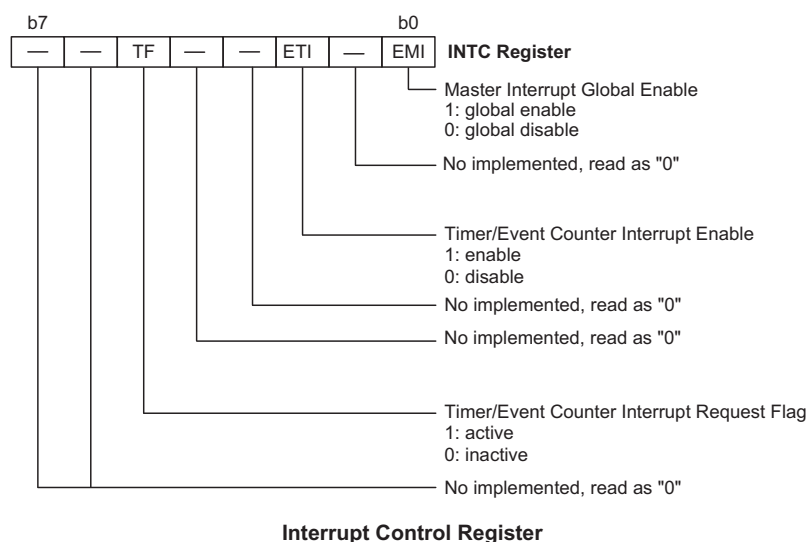 b7 b0
— — TF — — ETI — EMI INTC Register
Master Interrupt Global Enable
1: global enable
0: global disable
No implemented, read as "0"
Timer/Event Counter Interrupt Enable
1: enable
0: disable
No implemented, read as "0"
No implemented, read as "0"
Timer/Event Counter Interrupt Request Flag
1: active
0: inactive
No implemented, read as "0"
Interrupt Control Register